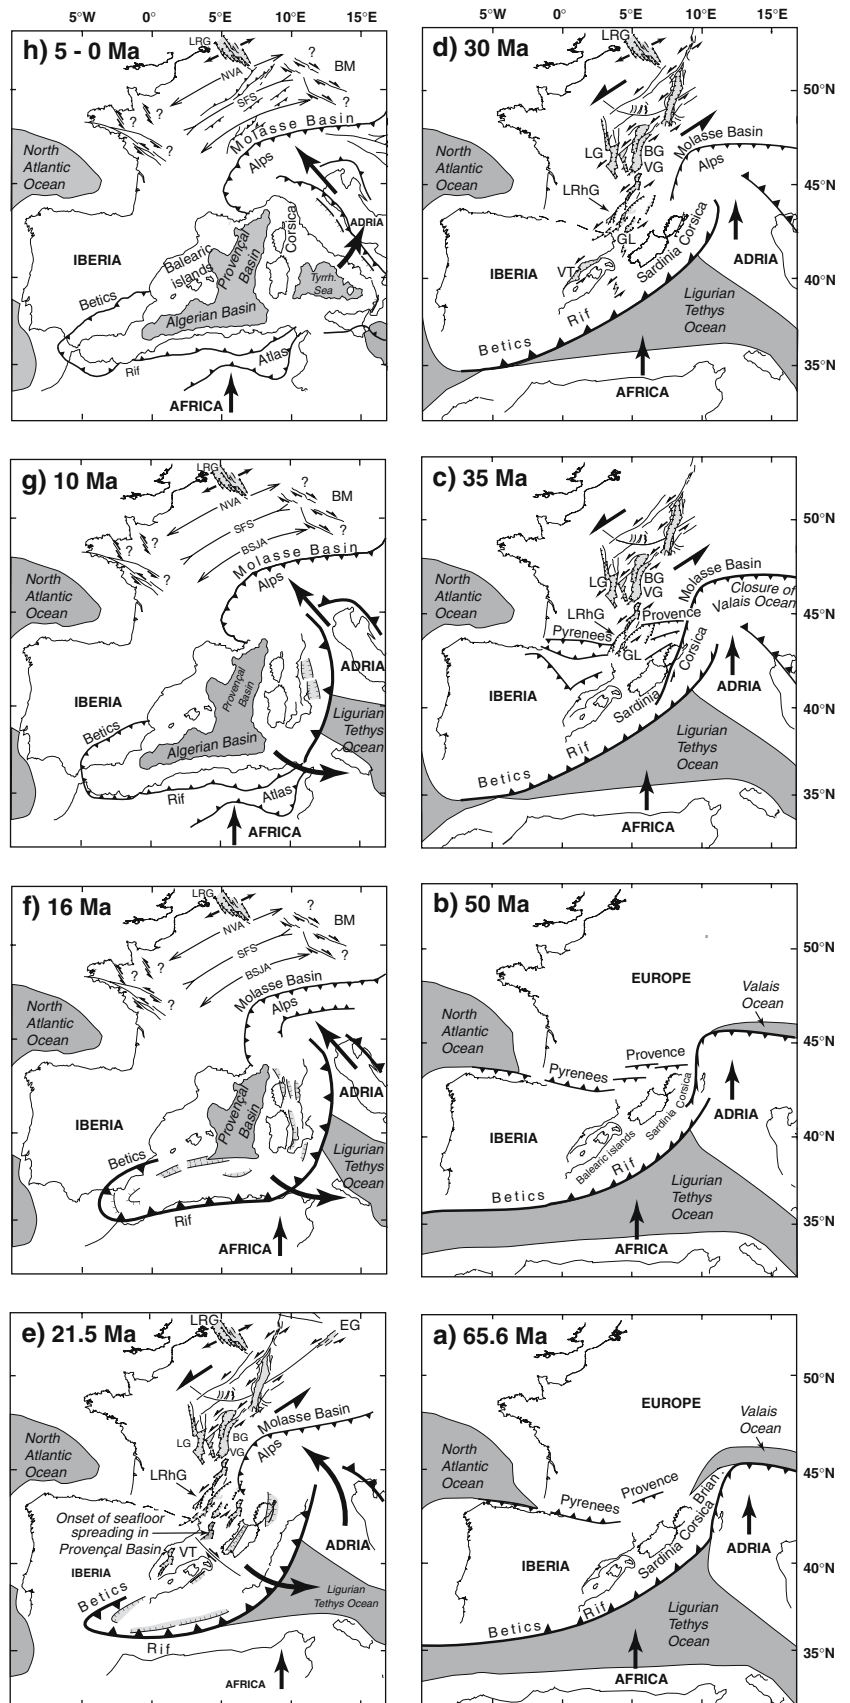 5°W 0° 5°E 10°E 15°E
h) 5 - 0 Ma
LRG
?
BM
NVA
SFS
?
?
?
?
Molasse Basin
Alps
North
Atlantic
Ocean
ADRIA
Corsica
IBERIA
Balearic
islands
Provençal
Basin
Tyrrh.
Sea
Betics
Algerian Basin
Atlas
Rif
AFRICA
5°W 0° 5°E 10°E 15°E
d) 30 Ma
LRG
50°N
North
Atlantic
Ocean
LG
BG
VG
Molasse Basin
Alps
LRhG
45°N
GL
Corsica
Sardinia
ADRIA
IBERIA
VT
40°N
Ligurian
Tethys
Ocean
Rif
Betics
35°N
AFRICA
g) 10 Ma
LRG
?
BM
NVA
SFS
BSJA
?
?
?
?
Molasse Basin
Alps
North
Atlantic
Ocean
ADRIA
IBERIA
Provençal
Basin
Ligurian
Tethys
Ocean
Betics
Algerian Basin
Rif
Atlas
AFRICA
c) 35 Ma
50°N
North
Atlantic
Ocean
LG
BG
VG
Molasse Basin
Closure of
Valais Ocean
45°N
LRhG
Provence
Pyrenees
GL
Corsica
ADRIA
IBERIA
Sardinia
40°N
Ligurian
Tethys
Ocean
Rif
Betics
35°N
AFRICA
f) 16 Ma
LRG
?
BM
NVA
SFS
BSJA
?
?
?
?
Molasse Basin
Alps
North
Atlantic
Ocean
ADRIA
IBERIA
Provençal
Basin
Ligurian
Tethys
Ocean
Betics
Rif
AFRICA
b) 50 Ma
50°N
EUROPE
Valais
Ocean
North
Atlantic
Ocean
45°N
Provence
Pyrenees
Corsica
Sardinia
ADRIA
IBERIA
40°N
Balearic islands
Rif
Ligurian
Tethys
Ocean
Betics
35°N
AFRICA
e) 21.5 Ma
LRG
EG
North
Atlantic
Ocean
LG
BG
VG
Molasse Basin
Alps
LRhG
Onset of seafloor
spreading in
Provençal Basin
VT
ADRIA
IBERIA
Betics
Ligurian
Tethys Ocean
Rif
AFRICA
a) 65.6 Ma
50°N
EUROPE
Valais
Ocean
North
Atlantic
Ocean
45°N
Brian.
Provence
Pyrenees
Corsica
Sardinia
ADRIA
IBERIA
40°N
Rif
Ligurian
Tethys
Ocean
Betics
35°N
AFRICA